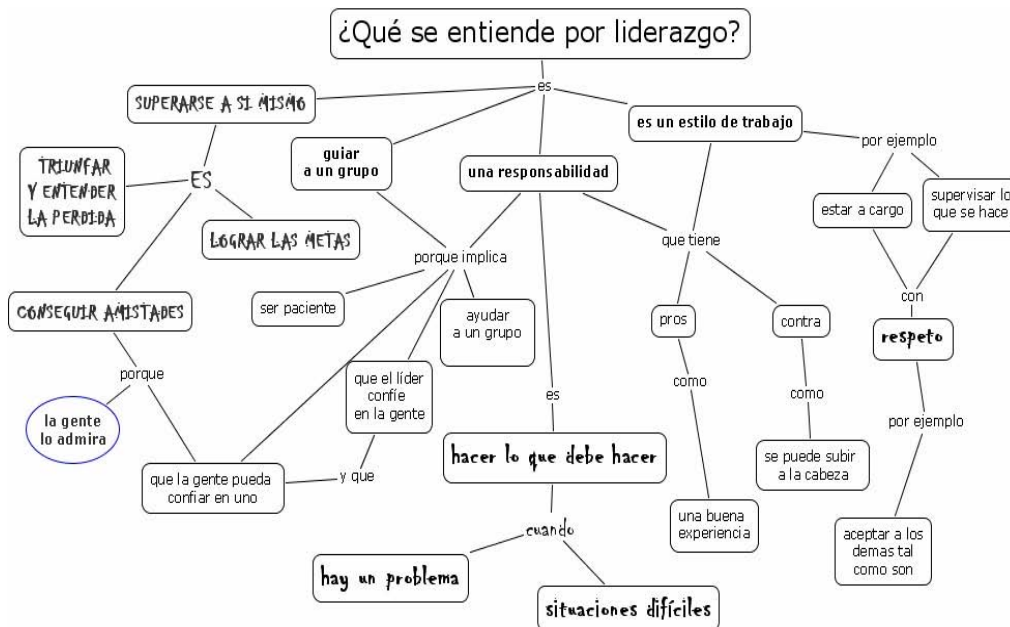 ¿Qué se entiende por liderazgo?
es
SUPERARSE A SI MISMO
es un estilo de trabajo
guiar
a un grupo
una responsabilidad
por ejemplo
TRIUNFAR
Y ENTENDER
LA PERDIDA
ES
LOGRAR LAS METAS
estar a cargo
supervisar lo
que se hace
que tiene
porque implica
CONSEGUIR AMISTADES
ser paciente
ayudar
a un grupo
pros
contra
con
respeto
porque
que el líder
confíe
en la gente
es
como
como
por ejemplo
la gente
lo admira
hacer lo que debe hacer
se puede subir
a la cabeza
que la gente pueda
confiar en uno
y que
una buena
experiencia
cuando
aceptar a los
demas tal
como son
hay un problema
situaciones difíciles